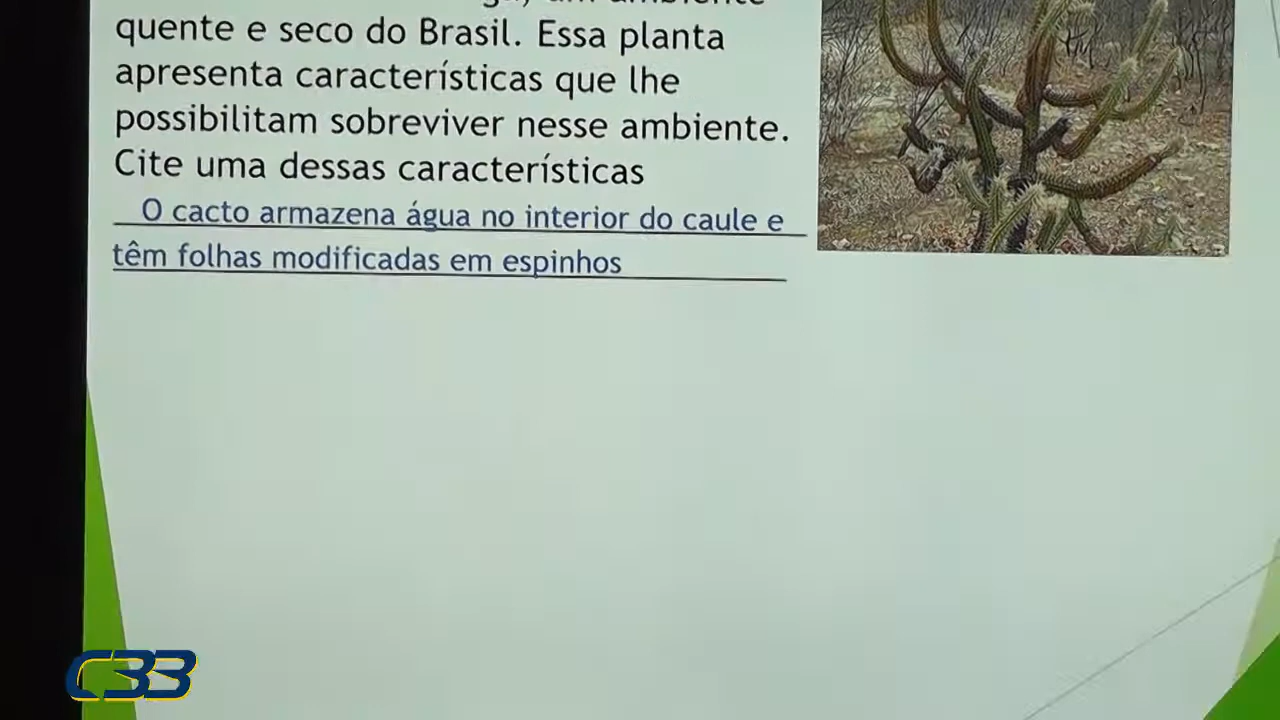 quente e seco do Brasil. Essa planta
apresenta características que lhe
possibilitam sobreviver nesse ambiente.
Cite uma dessas características
O cacto armazena água no interior do caule e
têm folhas modificadas em espinhos
C33